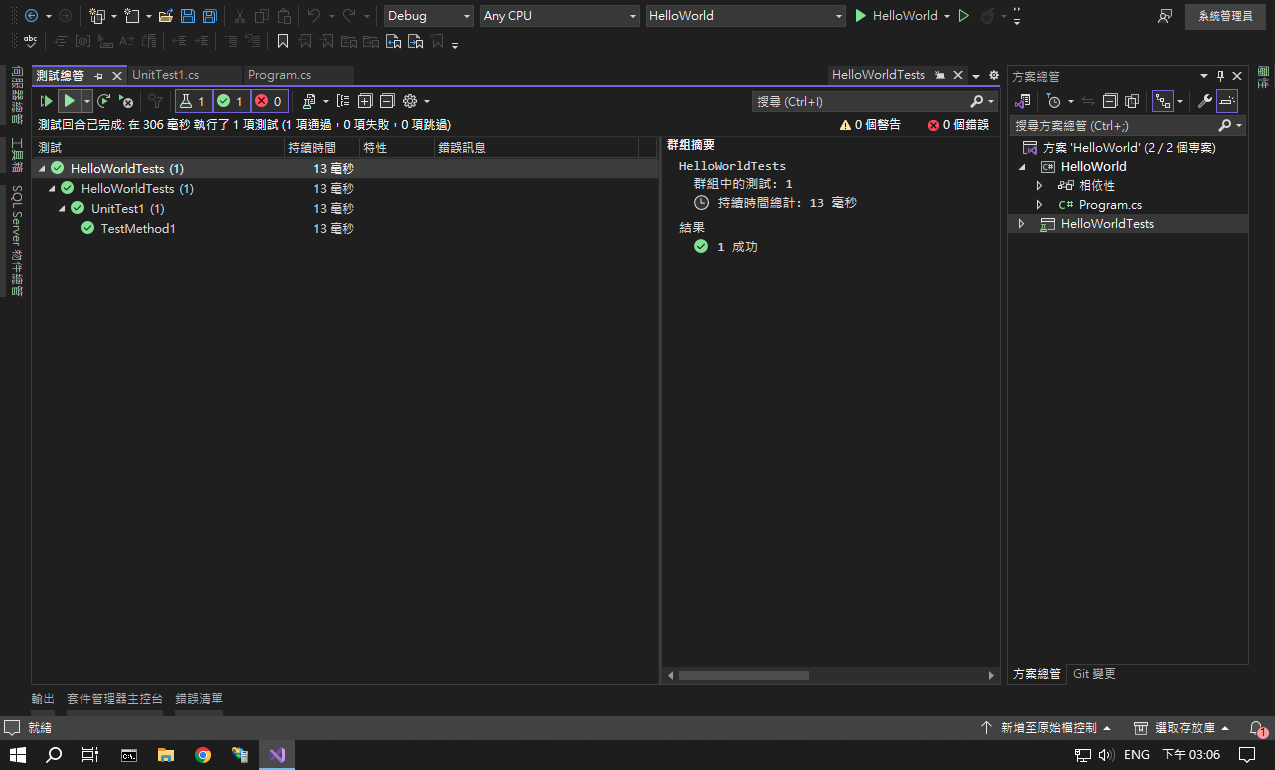 Debug
Any CPU
HelloWorld
HelloWorld
系統管理員
abc
伺服器總管
工具箱
SQL Server 物件總管
測試總管
UnitTest1.cs
Program.cs
HelloWorldTests
1
1
0
搜尋 (Ctrl+I)
測試回合已完成: 在 306 毫秒 執行了 1 項測試 (1 項通過，0 項失敗，0 項跳過)
0 個警告
0 個錯誤
測試
持續時間
特性
錯誤訊息
HelloWorldTests (1)
13 毫秒
HelloWorldTests (1)
13 毫秒
UnitTest1 (1)
13 毫秒
TestMethod1
13 毫秒
群組摘要
HelloWorldTests
群組中的測試: 1
持續時間總計: 13 毫秒
結果
1 成功
方案總管
搜尋方案總管 (Ctrl+;)
方案 'HelloWorld' (2 / 2 個專案)
C# HelloWorld
相依性
C# Program.cs
HelloWorldTests
方案總管
Git 變更
屬性
輸出
套件管理器主控台
錯誤清單
就緒
新增至原始檔控制
選取存放庫
1
ENG
下午 03:06